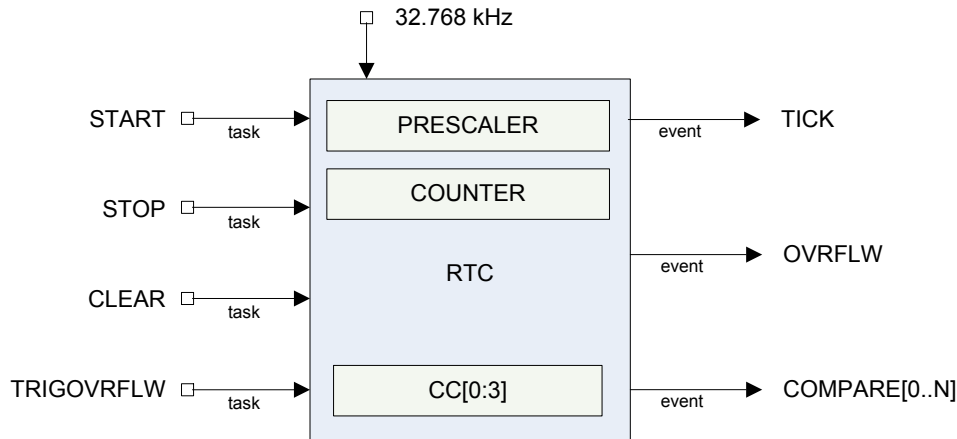 32.768 kHz
START
task
PRESCALER
event
TICK
STOP
task
COUNTER
RTC
event
OVRFLW
CLEAR
task
TRIGOVRFLW
task
CC[0:3]
event
COMPARE[0..N]